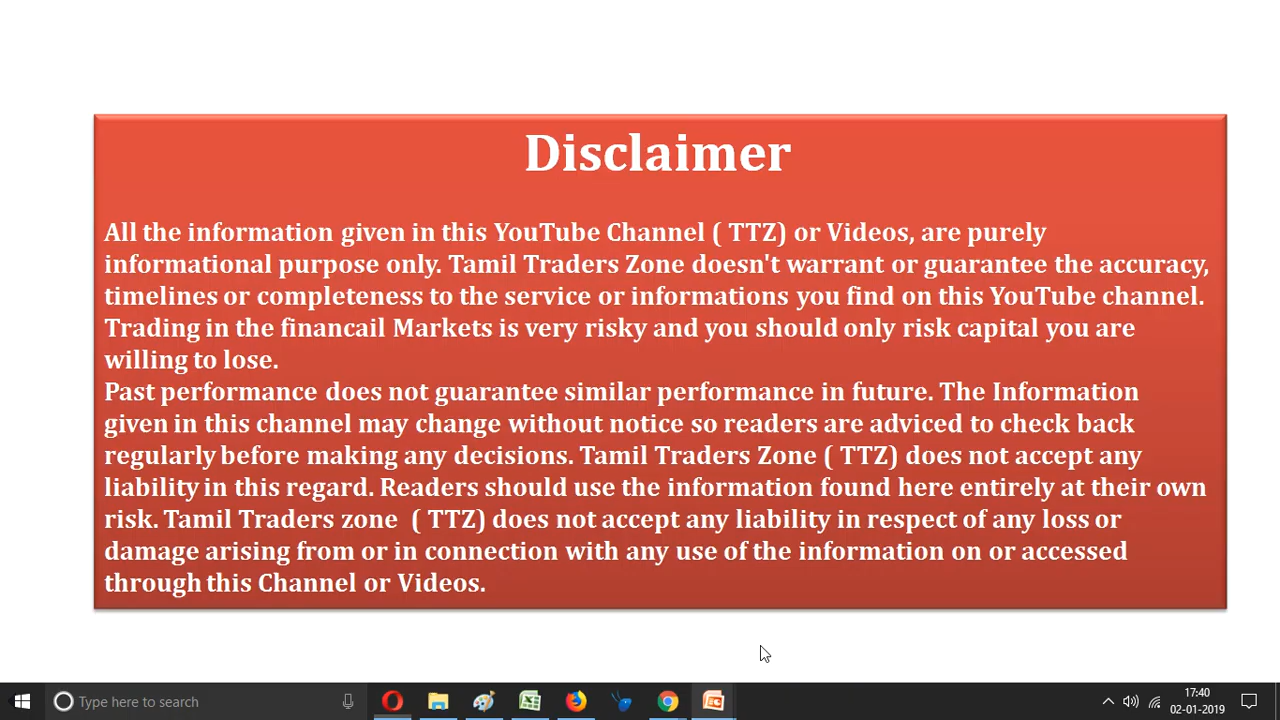 Disclaimer
All the information given in this YouTube Channel ( TTZ) or Videos, are purely
informational purpose only. Tamil Traders Zone doesn't warrant or guarantee the accuracy,
timelines or completeness to the service or informations you find on this YouTube channel.
Trading in the financail Markets is very risky and you should only risk capital you are
willing to lose.
Past performance does not guarantee similar performance in future. The Information
given in this channel may change without notice so readers are adviced to check back
regularly before making any decisions. Tamil Traders Zone ( TTZ) does not accept any
liability in this regard. Readers should use the information found here entirely at their own
risk. Tamil Traders zone  ( TTZ) does not accept any liability in respect of any loss or
damage arising from or in connection with any use of the information on or accessed
through this Channel or Videos.
Type here to search
17:40
02-01-2019